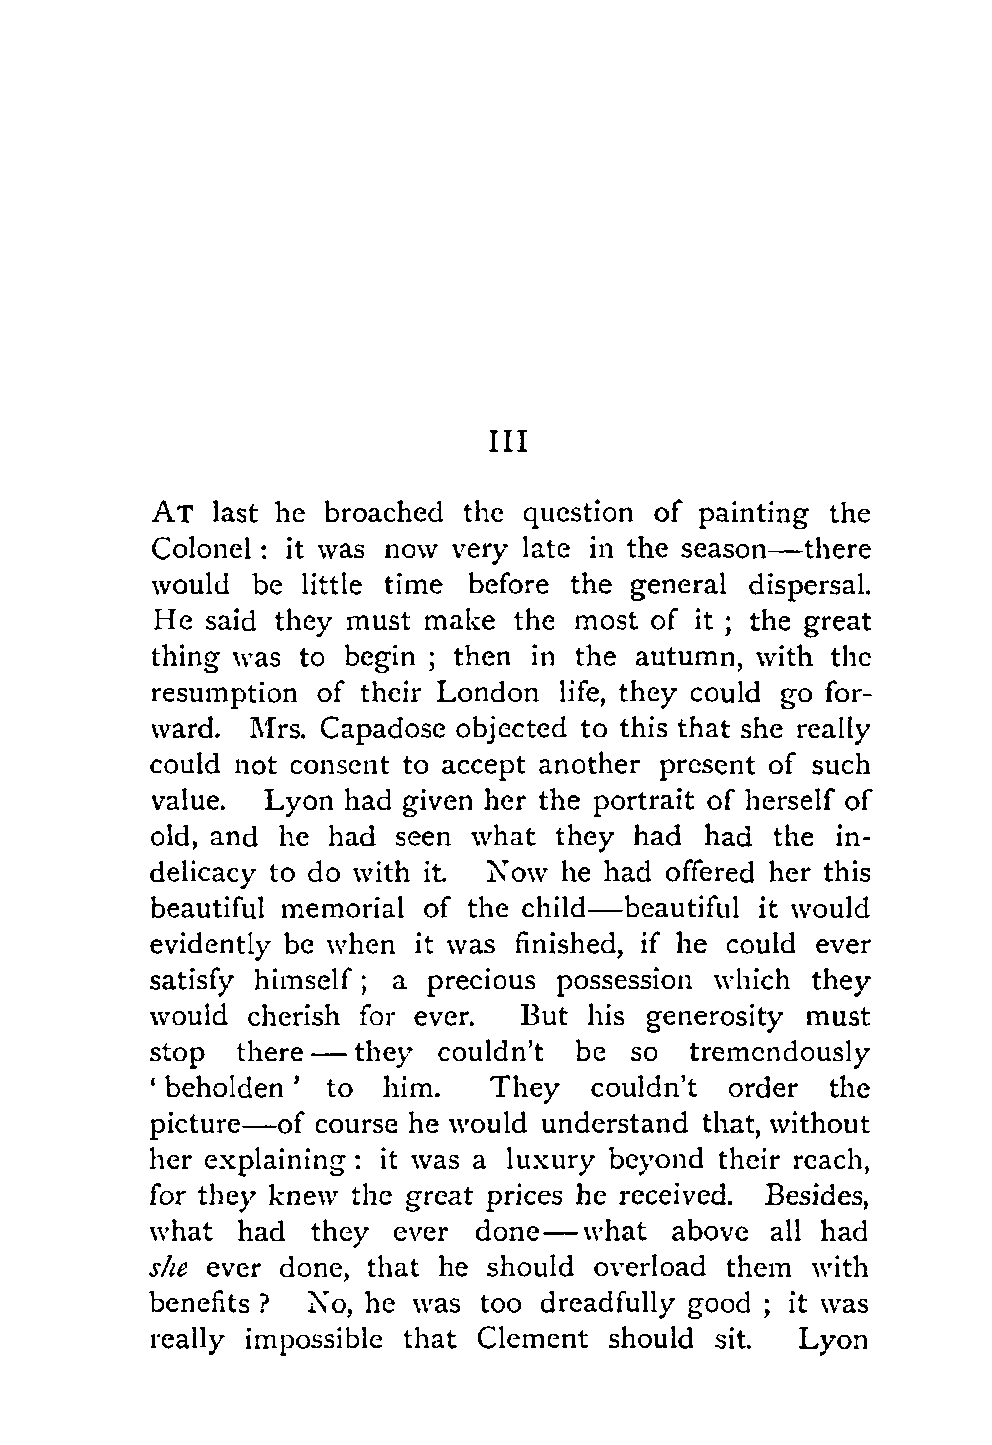 III
AT last he broached the question of painting the
Colonel: it was now very late in the season—there
would be little time before the general dispersal.
He said they must make the most of it; the great
thing was to begin; then in the autumn, with the
resumption of their London life, they could go for-
ward. Mrs. Capadose objected to this that she really
could not consent to accept another present of such
value. Lyon had given her the portrait of herself of
old, and he had seen what they had had the in-
delicacy to do with it. Now he had offered her this
beautiful memorial of the child—beautiful it would
evidently be when it was finished, if he could ever
satisfy himself; a precious possession which they
would cherish for ever. But his generosity must
stop there—they couldn't be so tremendously
'beholden' to him. They couldn't order the
picture—of course he would understand that, without
her explaining: it was a luxury beyond their reach,
for they knew the great prices he received. Besides,
what had they ever done—what above all had
she ever done, that he should overload them with
benefits? No, he was too dreadfully good; it was
really impossible that Clement should sit. Lyon